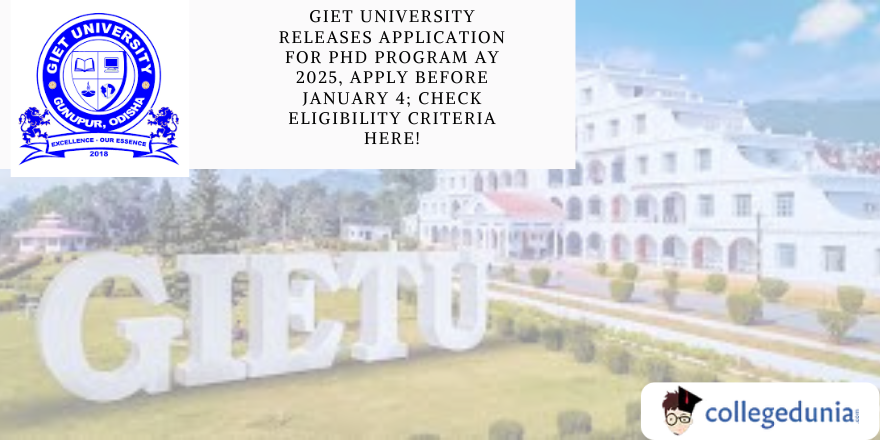 GIET UNIVERSITY
GUNUPUR, ODISHA
EXCELLENCE - OUR ESSENCE
2018
GIET UNIVERSITY
RELEASES APPLICATION
FOR PHD PROGRAM AY
2025, APPLY BEFORE
JANUARY 4; CHECK
ELIGIBILITY CRITERIA
HERE!
GIETU
collegedunia.com